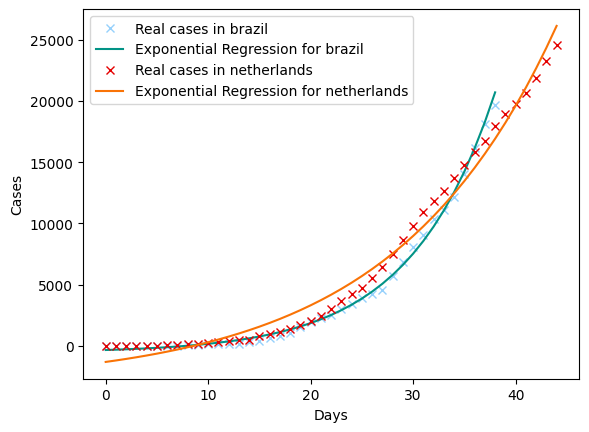 Real cases in brazil
Exponential Regression for brazil
Real cases in netherlands
Exponential Regression for netherlands
25000
20000
15000
10000
5000
0
Cases
0 10 20 30 40
Days